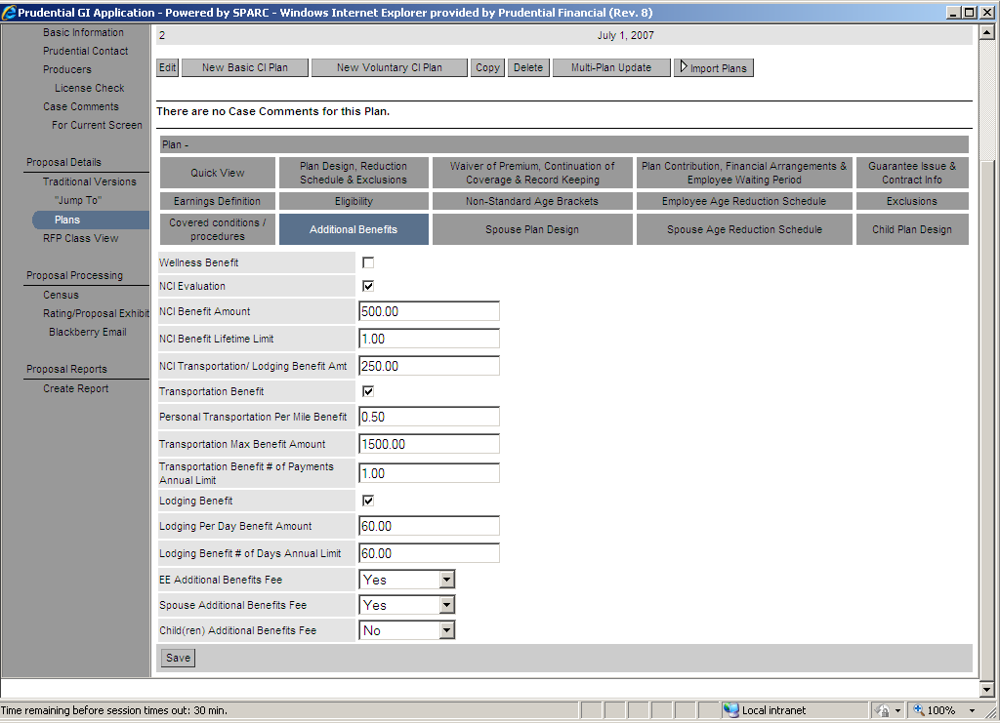 Prudential GI Application - Powered by SPARC - Windows Internet Explorer provided by Prudential Financial (Rev. 8)
Basic Information
Prudential Contact
Producers
License Check
Case Comments
For Current Screen
Proposal Details
Traditional Versions
"Jump To"
Plans
RFP Class View
Proposal Processing
Census
Rating/Proposal Exhibit
Blackberry Email
Proposal Reports
Create Report
2 July 1, 2007
Edit New Basic CI Plan New Voluntary CI Plan Copy Delete Multi-Plan Update Import Plans
There are no Case Comments for this Plan.
Plan -
Quick View
Plan Design, Reduction
Schedule & Exclusions
Waiver of Premium, Continuation of
Coverage & Record Keeping
Plan Contribution, Financial Arrangements &
Employee Waiting Period
Guarantee Issue &
Contract Info
Earnings Definition Eligibility Non-Standard Age Brackets Employee Age Reduction Schedule Exclusions
Covered conditions /
procedures
Additional Benefits Spouse Plan Design Spouse Age Reduction Schedule Child Plan Design
Wellness Benefit
NCI Evaluation
NCI Benefit Amount 500.00
NCI Benefit Lifetime Limit 1.00
NCI Transportation/ Lodging Benefit Amt 250.00
Transportation Benefit
Personal Transportation Per Mile Benefit 0.50
Transportation Max Benefit Amount 1500.00
Transportation Benefit # of Payments
Annual Limit 1.00
Lodging Benefit
Lodging Per Day Benefit Amount 60.00
Lodging Benefit # of Days Annual Limit 60.00
EE Additional Benefits Fee Yes
Spouse Additional Benefits Fee Yes
Child(ren) Additional Benefits Fee No
Save
Time remaining before session times out: 30 min. Local intranet 100%